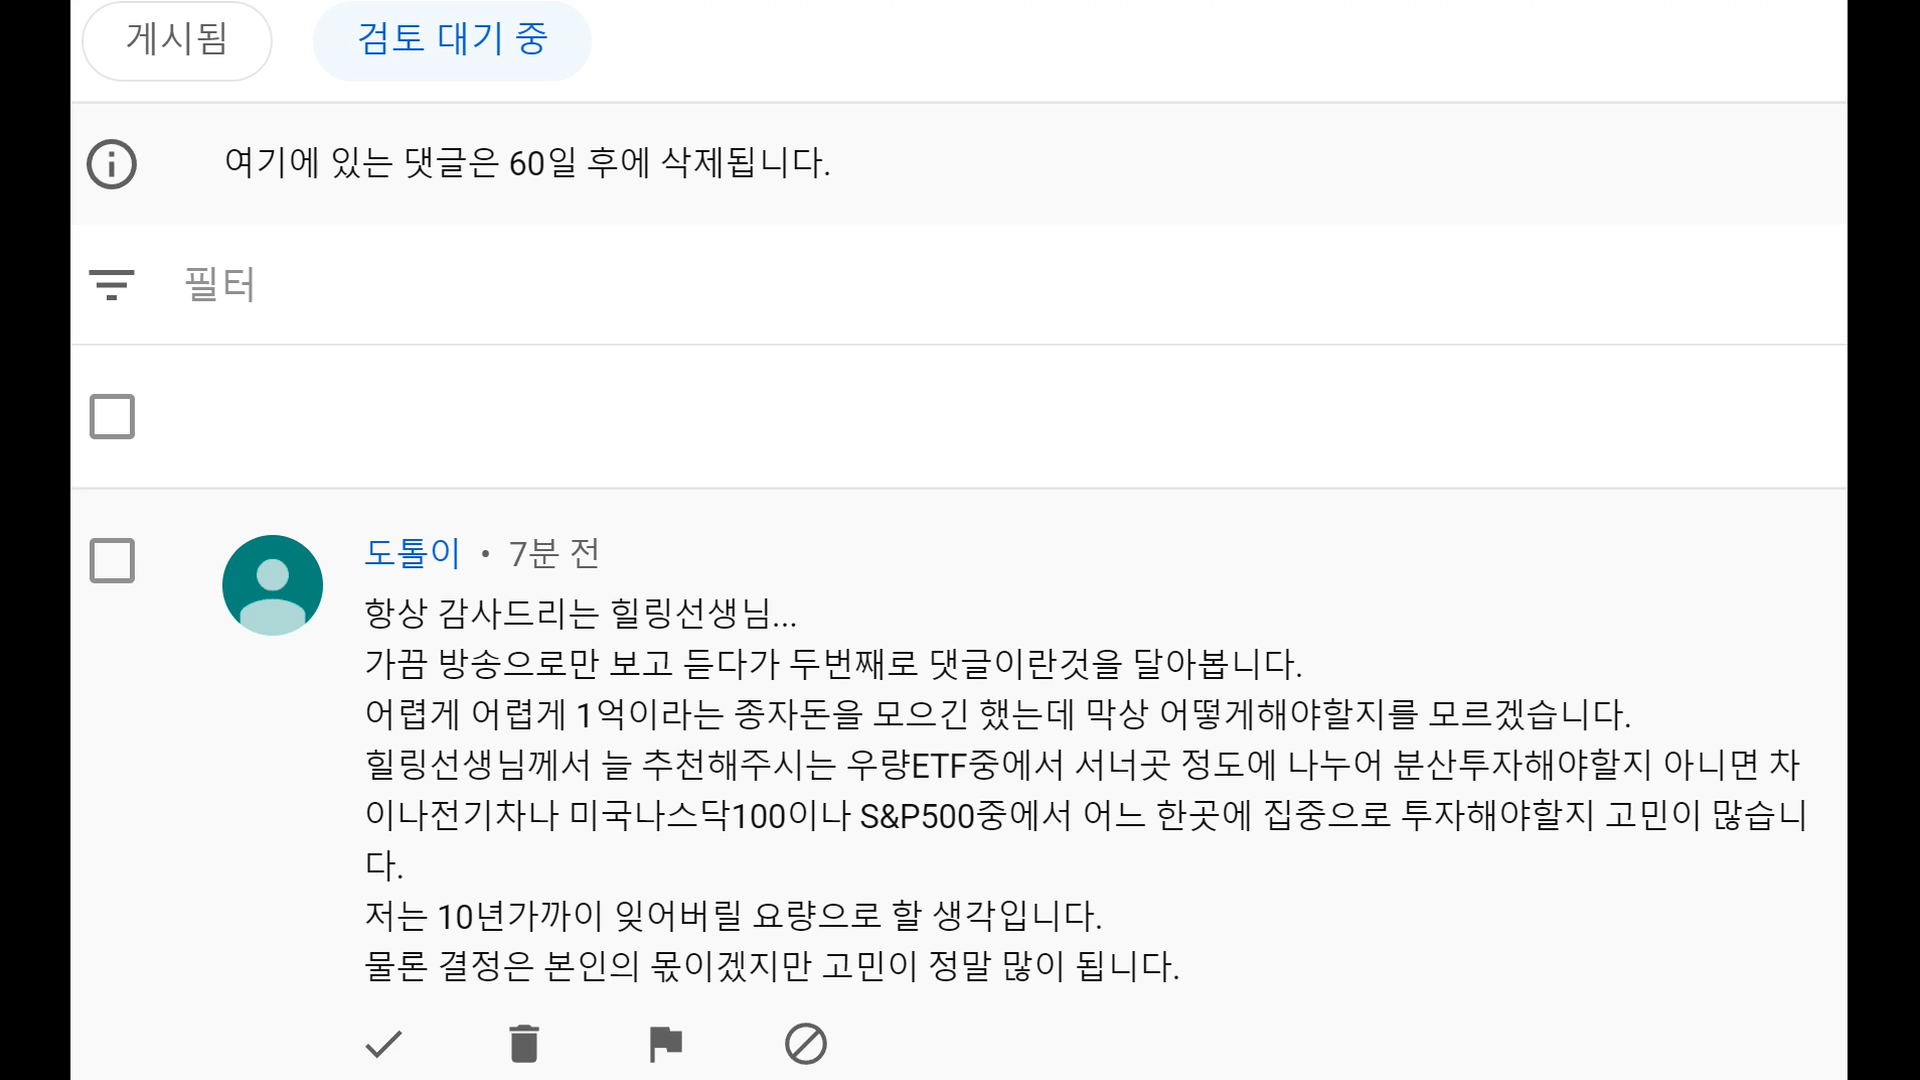 게시됨
검토 대기 중
여기에 있는 댓글은 60일 후에 삭제됩니다.
필터
도톨이 • 7분 전
항상 감사드리는 힐링선생님...
가끔 방송으로만 보고 듣다가 두번째로 댓글이란것을 달아봅니다.
어렵게 어렵게 1억이라는 종자돈을 모으긴 했는데 막상 어떻게해야할지를 모르겠습니다.
힐링선생님께서 늘 추천해주시는 우량ETF중에서 서너곳 정도에 나누어 분산투자해야할지 아니면 차
이나전기차나 미국나스닥100이나 S&P500중에서 어느 한곳에 집중으로 투자해야할지 고민이 많습니
다.
저는 10년가까이 잊어버릴 요량으로 할 생각입니다.
물론 결정은 본인의 몫이겠지만 고민이 정말 많이 됩니다.